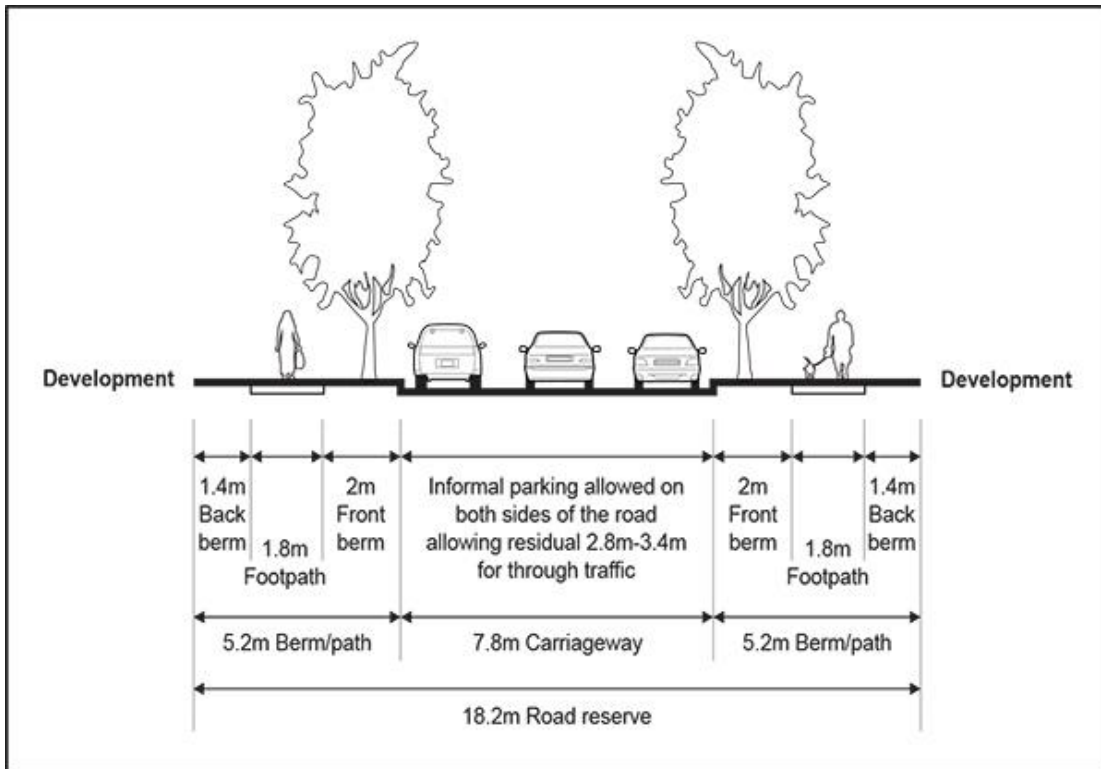 Development
Development
1.4m
Back
berm
1.8m
Footpath
2m
Front
berm
Informal parking allowed on
both sides of the road
allowing residual 2.8m-3.4m
for through traffic
2m
Front
berm
1.8m
Footpath
1.4m
Back
berm
5.2m Berm/path
7.8m Carriageway
5.2m Berm/path
18.2m Road reserve